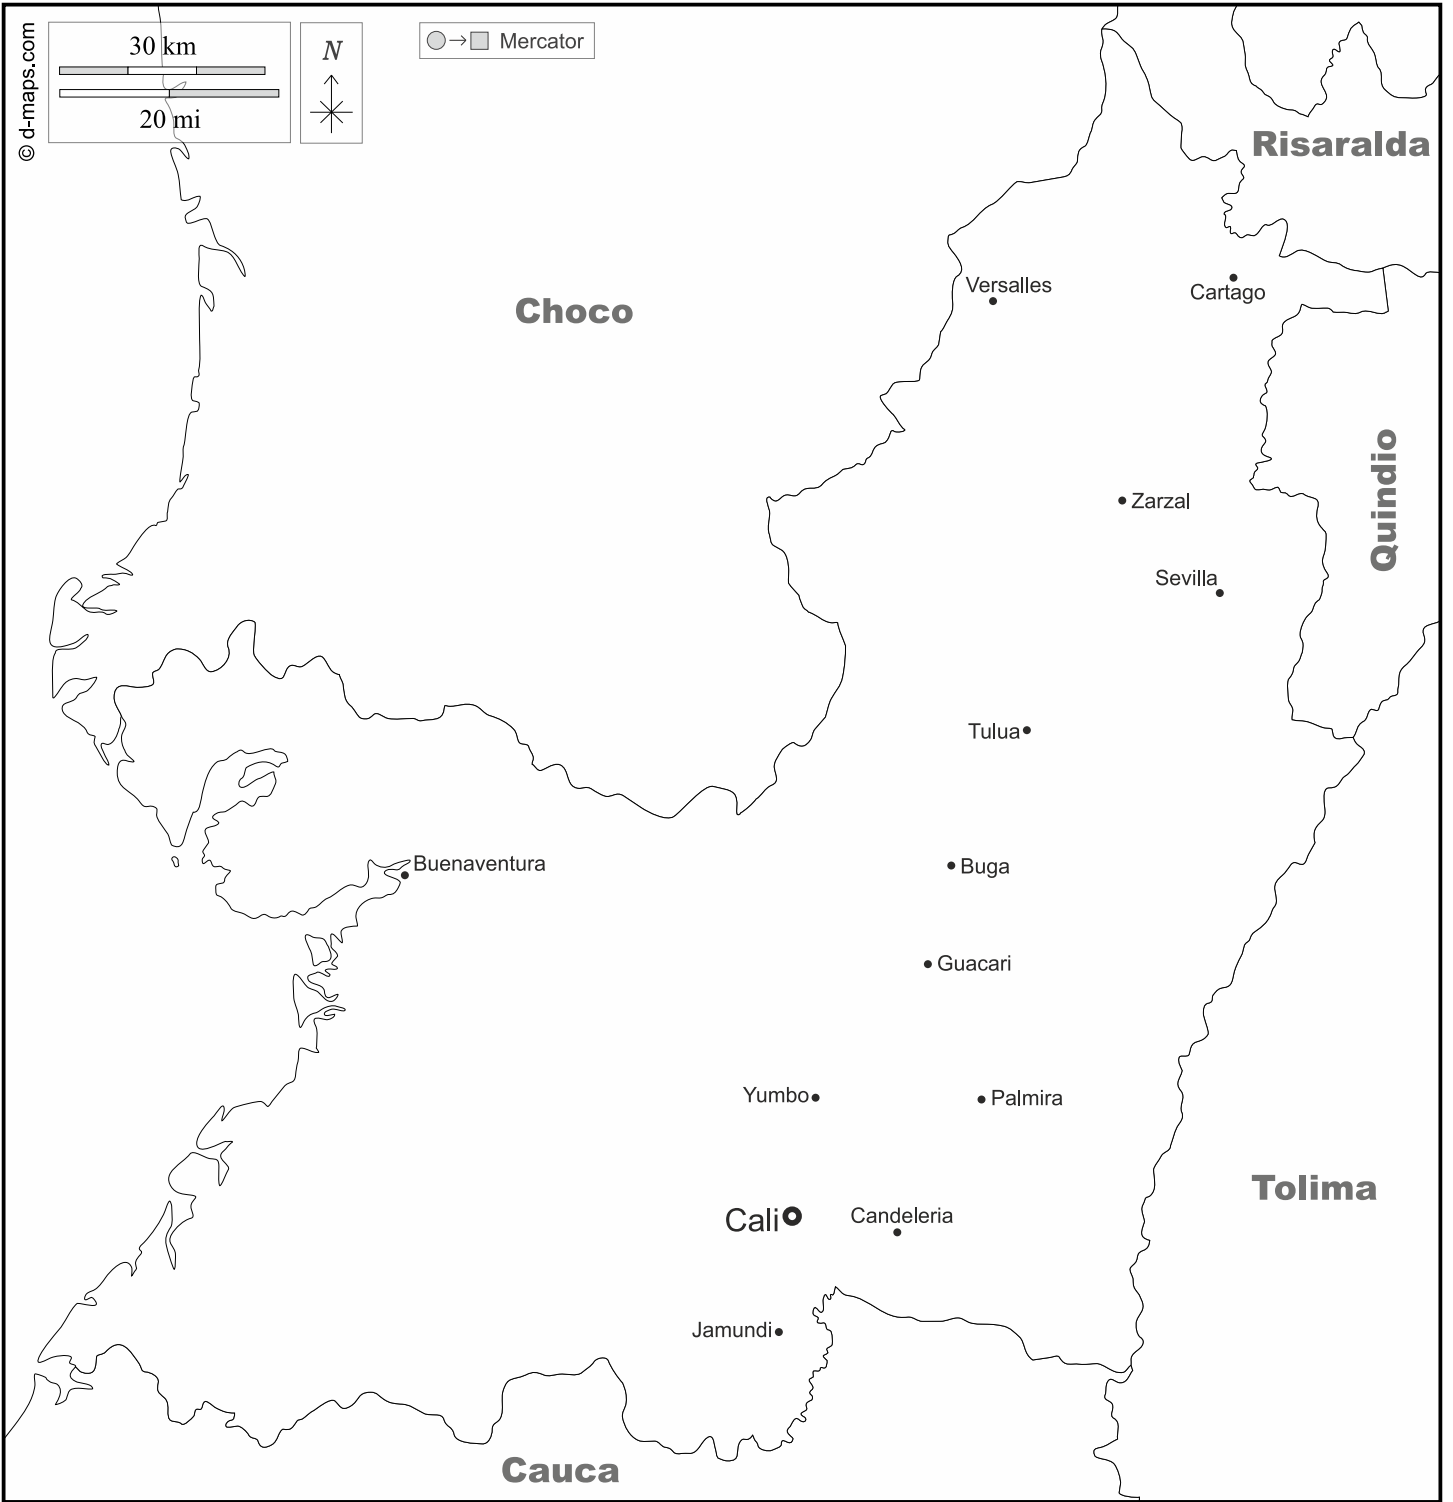 © d-maps.com
30 km
20 mi
N
Mercator
Risaralda
Versalles
Cartago
Choco
Quindio
Zarzal
Sevilla
Tulua
Buenaventura
Buga
Guacari
Yumbo
Palmira
Tolima
Cali
Candeleria
Jamundi
Cauca